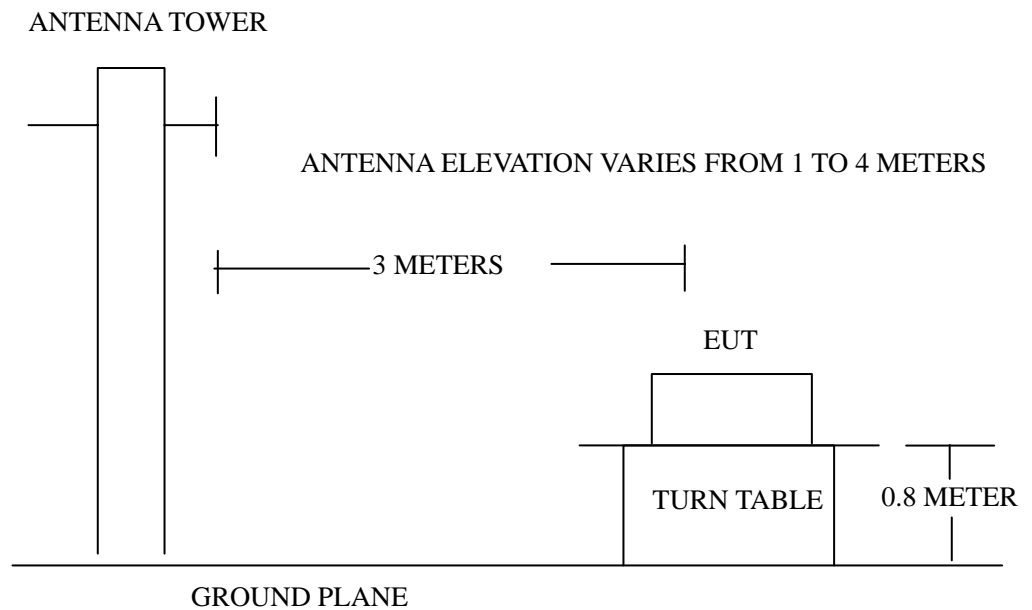 ANTENNA TOWER
ANTENNA ELEVATION VARIES FROM 1 TO 4 METERS
3 METERS
EUT
TURN TABLE
0.8 METER
GROUND PLANE